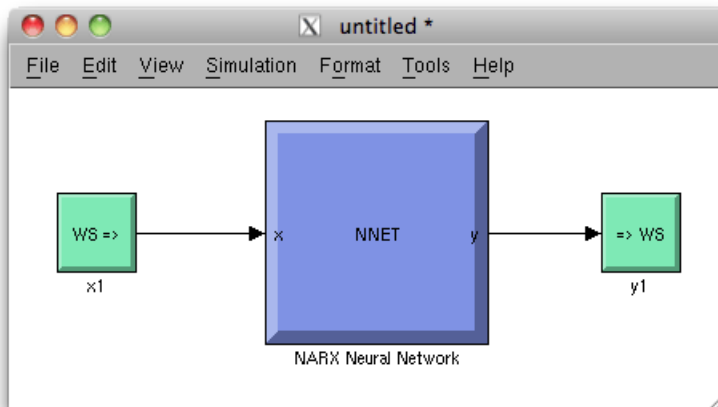 X untitled *
File Edit View Simulation Format Tools Help
WS => x NNET y => WS
x1 y1
NARX Neural Network